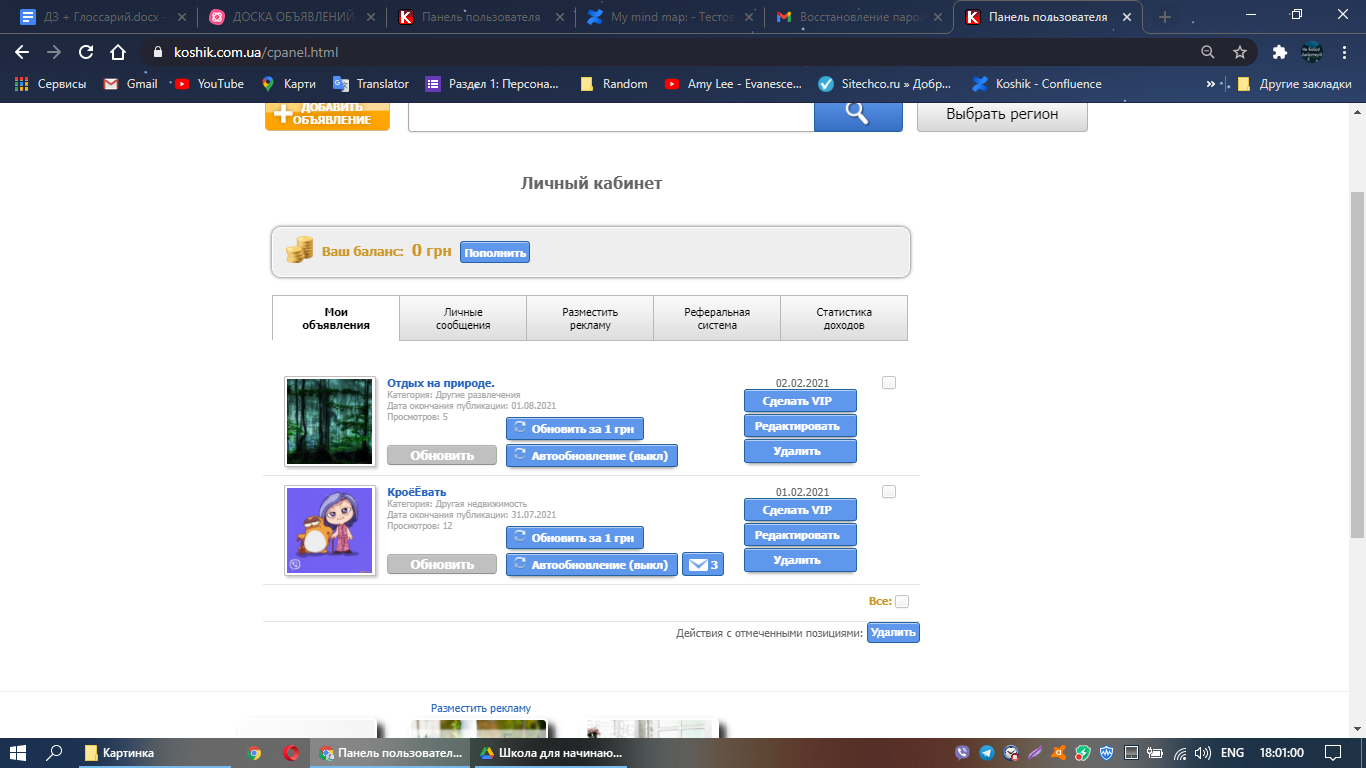 ДЗ + Глоссарий.docx -
ДОСКА ОБЪЯВЛЕНИЙ
Панель пользователя
My mind map: - Тестов
Восстановление паро
Панель пользователя
koshik.com.ua/cpanel.html
Сервисы
Gmail
YouTube
Карти
Translator
Раздел 1: Персона...
Random
Amy Lee - Evanesce...
Sitechco.ru » Добр...
Koshik - Confluence
»
Другие закладки
ДОБАВИТЬ
ОБЪЯВЛЕНИЕ
Выбрать регион
Личный кабинет
Ваш баланс: 0 грн
Пополнить
Мои
объявления
Личные
сообщения
Разместить
рекламу
Реферальная
система
Статистика
доходов
Отдых на природе.
Категория: Другие развлечения
Дата окончания публикации: 01.08.2021
Просмотров: 5
Обновить за 1 грн
Обновить
Автообновление (выкл)
02.02.2021
Сделать VIP
Редактировать
Удалить
КроёЁвать
Категория: Другая недвижимость
Дата окончания публикации: 31.07.2021
Просмотров: 12
Обновить за 1 грн
Обновить
Автообновление (выкл)
3
01.02.2021
Сделать VIP
Редактировать
Удалить
Все:
Действия с отмеченными позициями: Удалить
Разместить рекламу
Картинка
Панель пользовател...
Школа для начинаю...
ENG
18:01:00